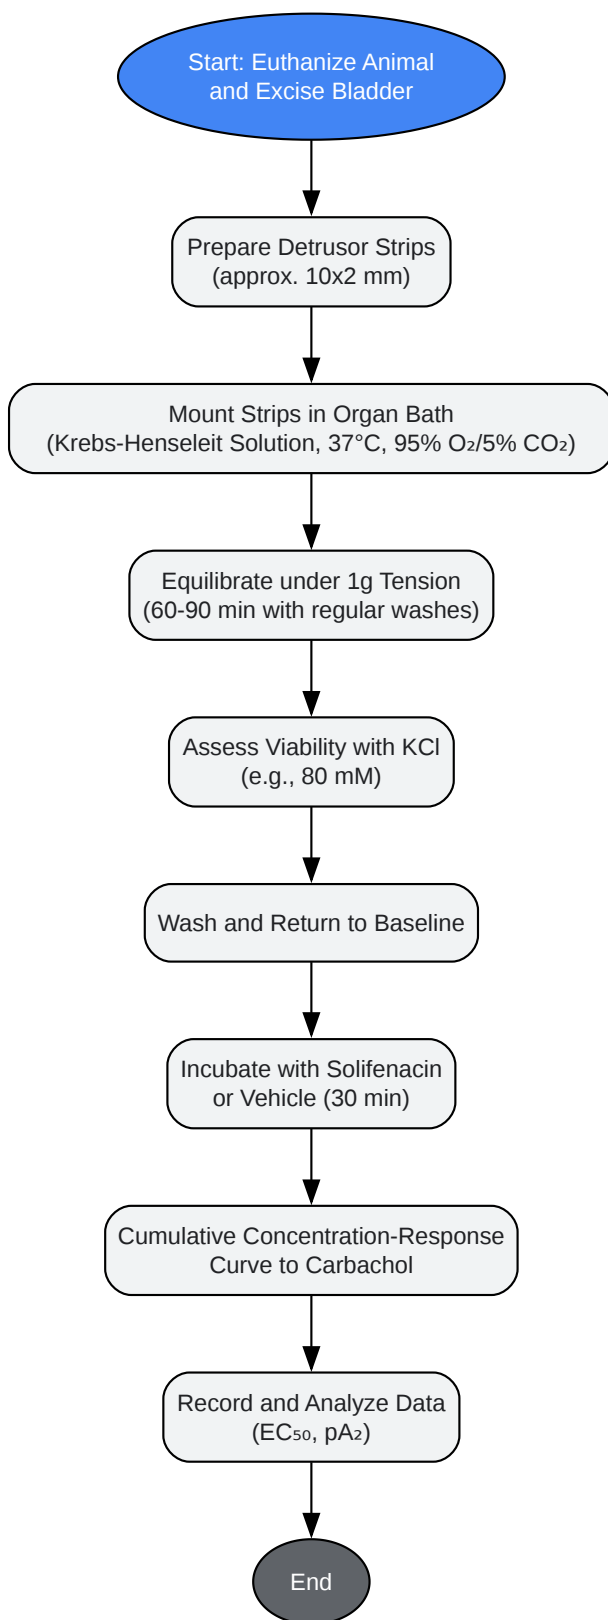 Start: Euthanize Animal
and Excise Bladder
Prepare Detrusor Strips
(approx. 10x2 mm)
Mount Strips in Organ Bath
(Krebs-Henseleit Solution, 37°C, 95% O₂/5% CO₂)
Equilibrate under 1g Tension
(60-90 min with regular washes)
Assess Viability with KCl
(e.g., 80 mM)
Wash and Return to Baseline
Incubate with Solifenacin
or Vehicle (30 min)
Cumulative Concentration-Response
Curve to Carbachol
Record and Analyze Data
(EC₅₀, pA₂)
End